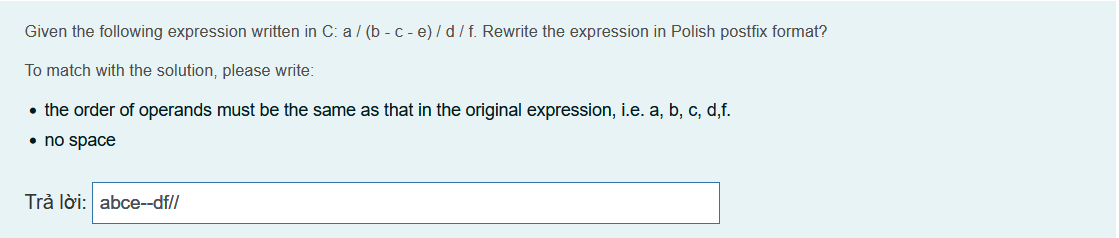 Given the following expression written in C: a / (b - c - e) / d / f. Rewrite the expression in Polish postfix format?
To match with the solution, please write:
• the order of operands must be the same as that in the original expression, i.e. a, b, c, d,f.
• no space
Trả lời: abce--df//